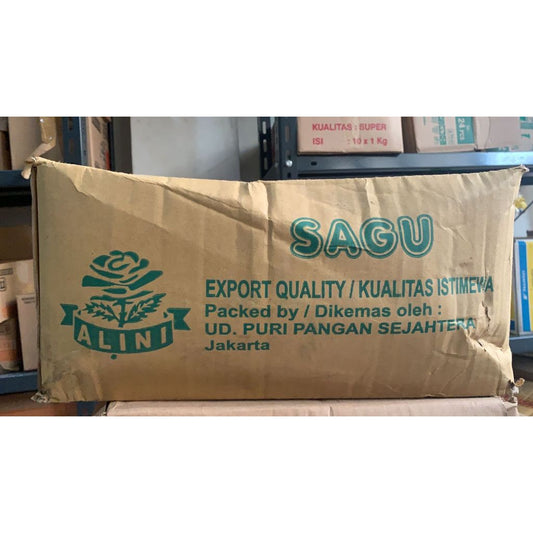 KUALITAS : SUPER
ISI : 10 x 1 Kg
SAGU
EXPORT QUALITY / KUALITAS ISTIMEWA
Packed by / Dikemas oleh :
UD. PURI PANGAN SEJAHTERA
Jakarta
ALINI